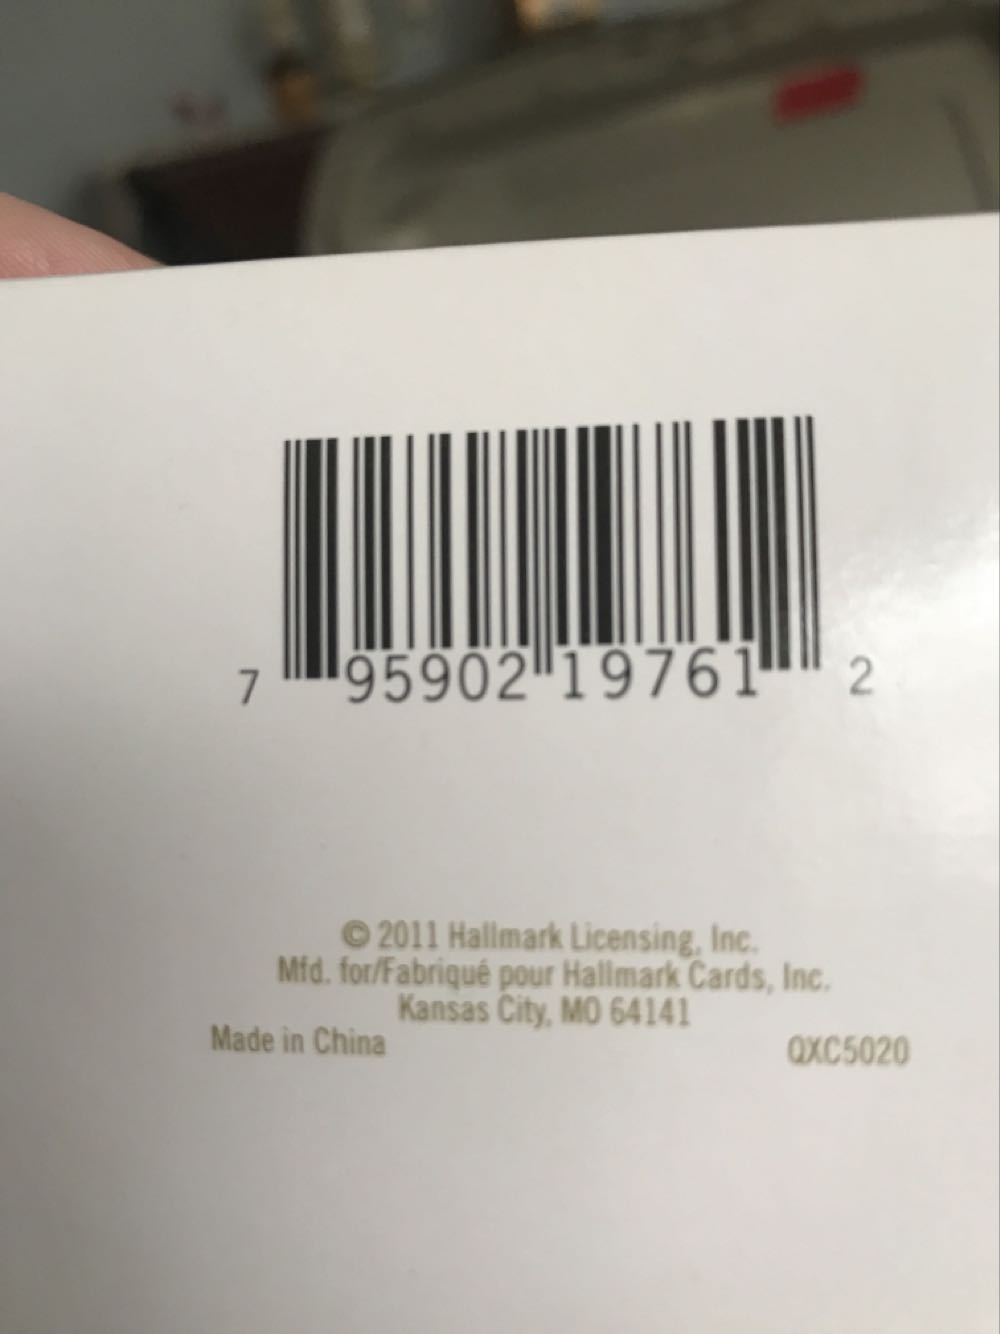 7 95902 19761 2
© 2011 Hallmark Licensing, Inc.
Mfd. for/Fabriqué pour Hallmark Cards, Inc.
Kansas City, MO 64141
Made in China QXC5020